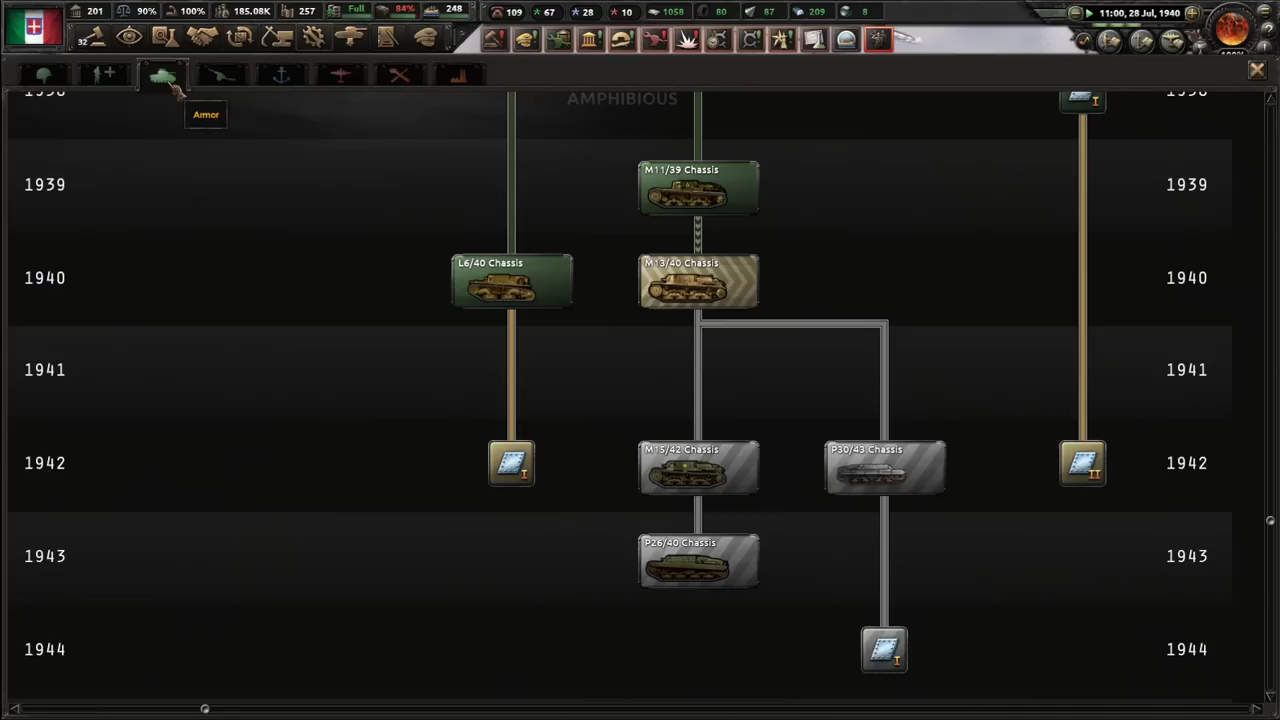 201 90% 100% 185.08K 257 Full 84% 248 109 67 28 10 1058 80 87 209 8 11:00, 28 Jul, 1940
32
100%
Armor
AMPHIBIOUS
I
1939 M11/39 Chassis 1939
1940 L6/40 Chassis M13/40 Chassis 1940
1941 1941
1942 I M15/42 Chassis P30/43 Chassis II 1942
1943 P26/40 Chassis 1943
1944 I 1944